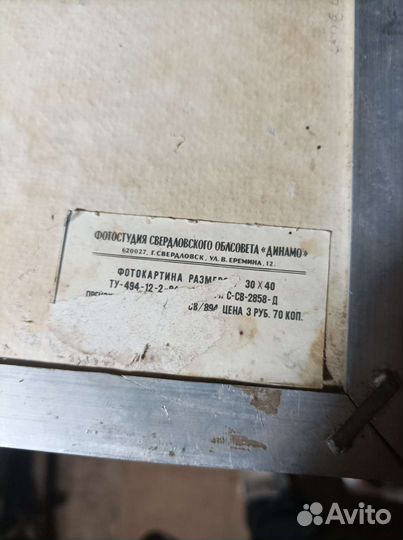 ФОТОСТУДИЯ СВЕРДЛОВСКОГО ОБЛСОВЕТА «ДИНАМО»
620027, Г. СВЕРДЛОВСК, УЛ. В. ЕРЕМИНА, 12.
ФОТОКАРТИНА РАЗМЕР 30 X 40
ТУ-494-12-2- С-СВ-2858-Д
СВ/894 ЦЕНА 3 РУБ. 70 КОП.
Avito